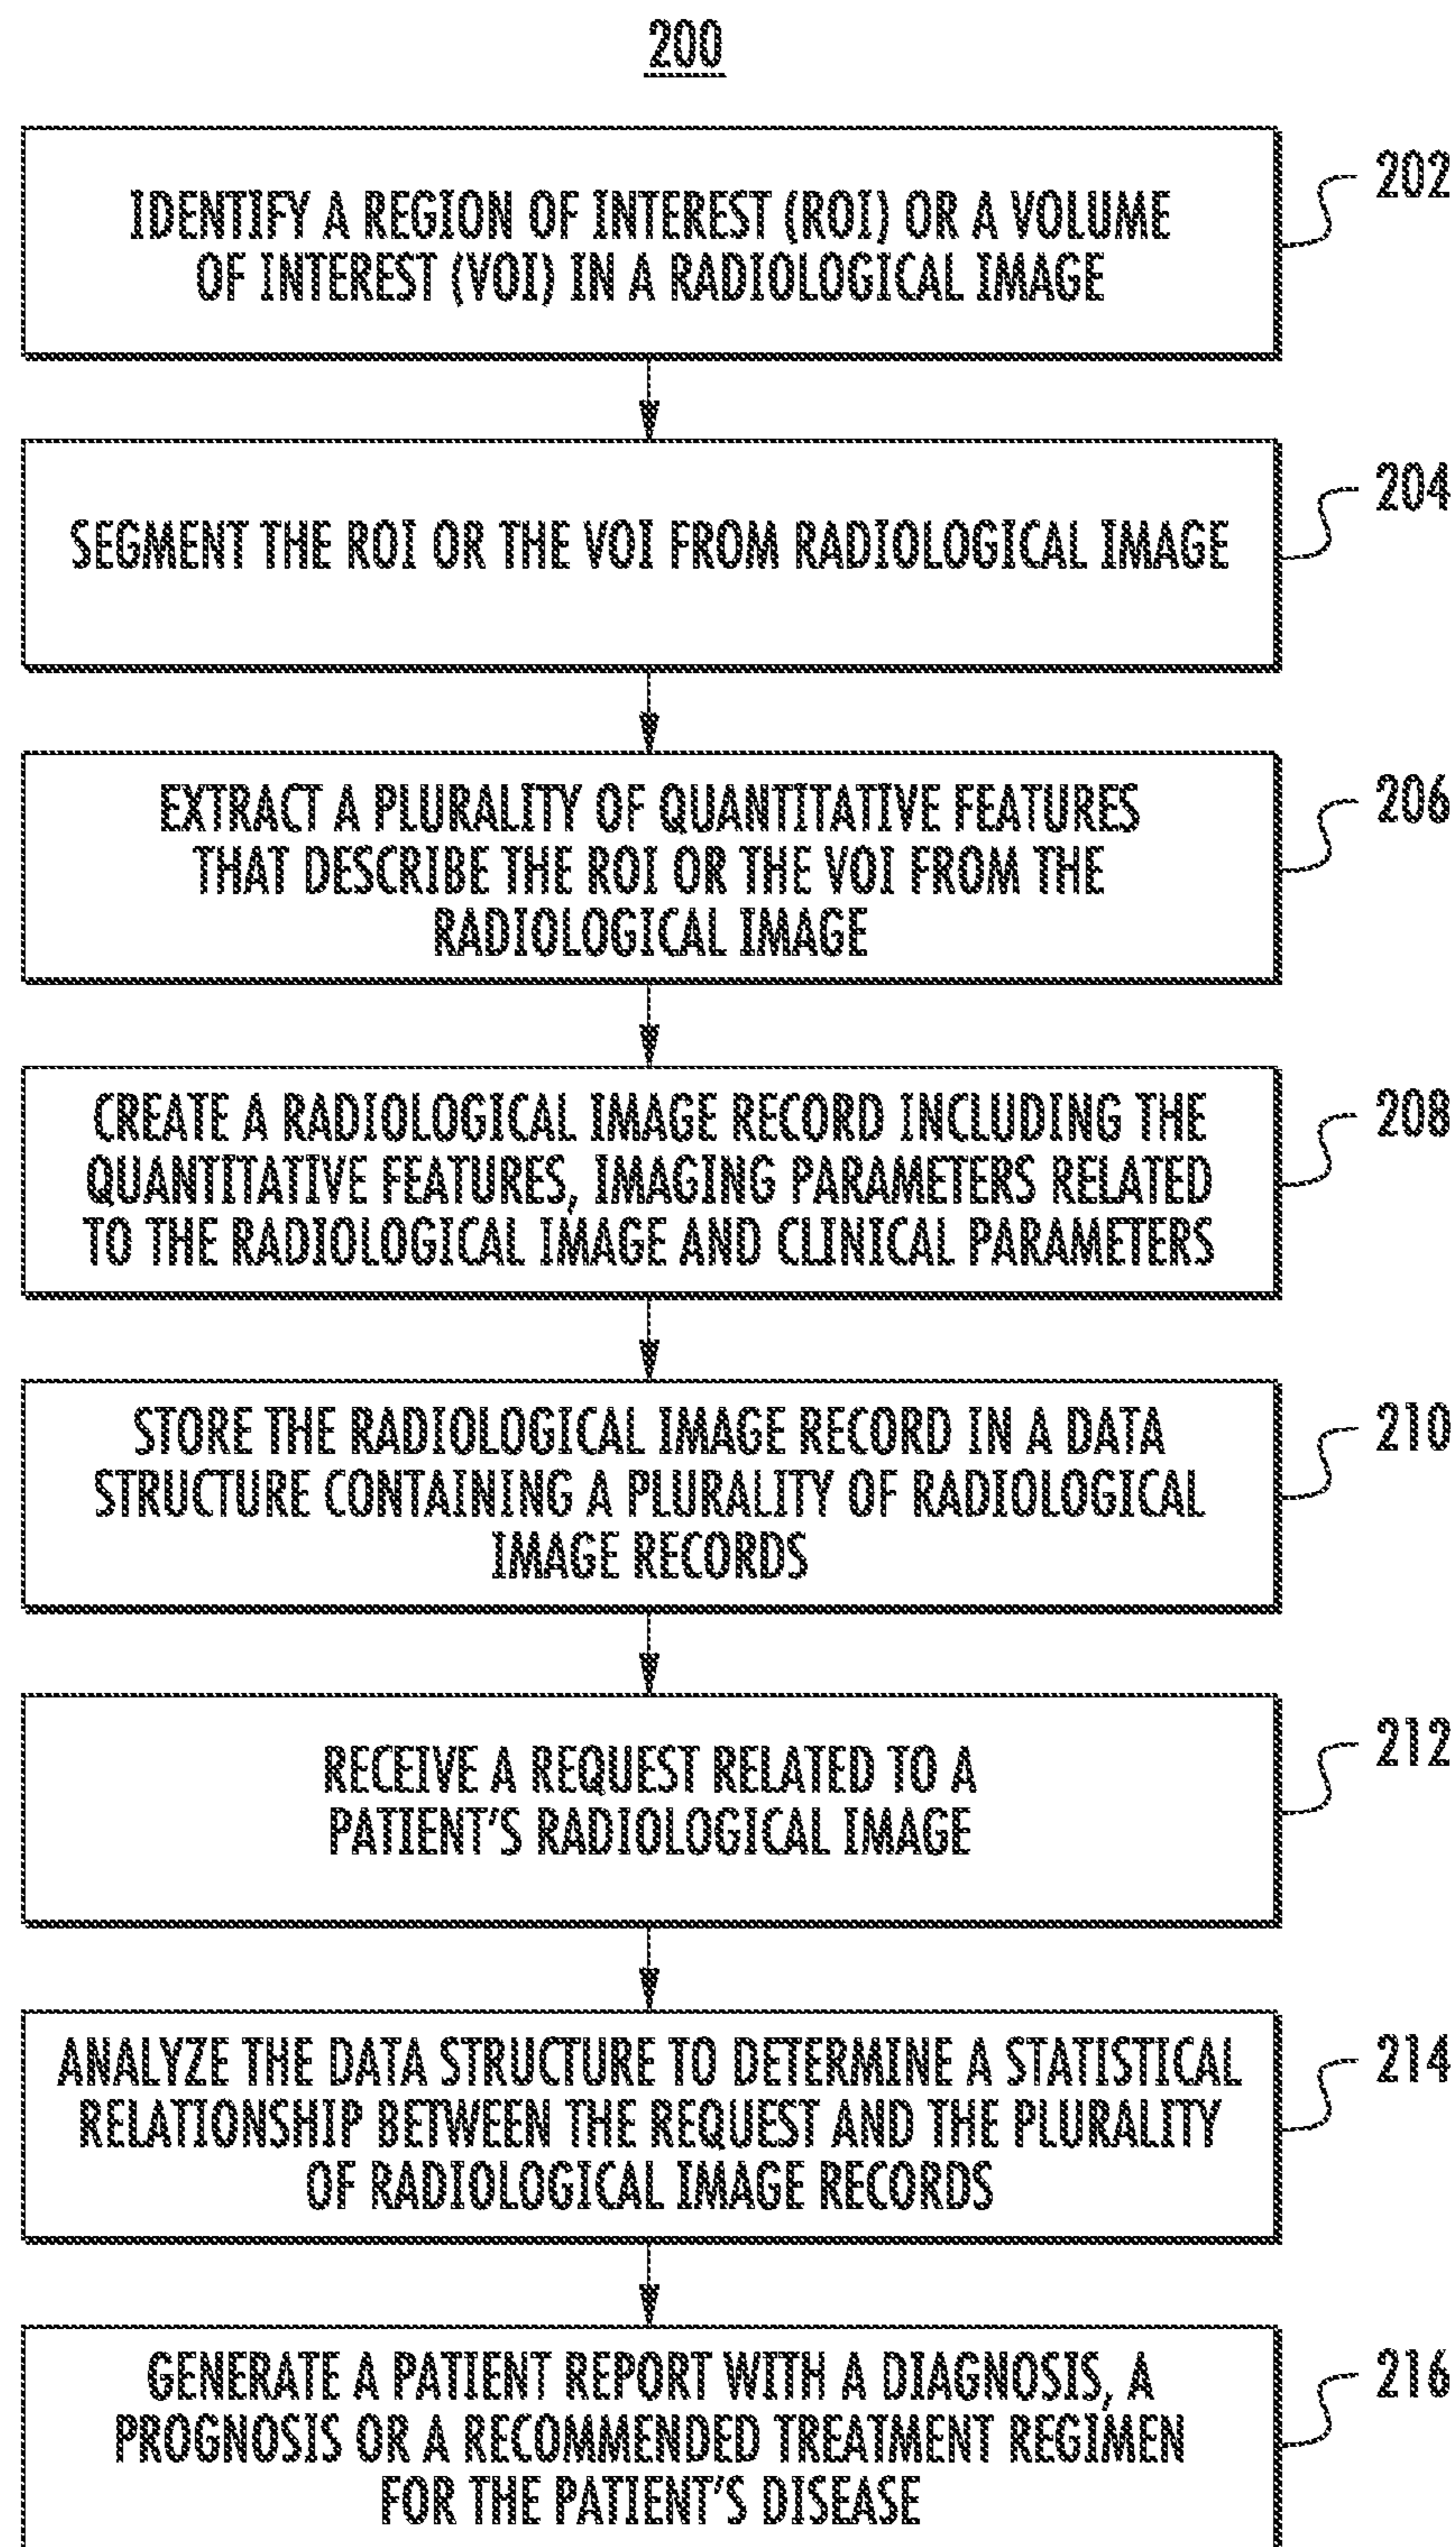 200
IDENTIFY A REGION OF INTEREST (ROI) OR A VOLUME
OF INTEREST (VOI) IN A RADIOLOGICAL IMAGE
202
SEGMENT THE ROI OR THE VOI FROM RADIOLOGICAL IMAGE
204
EXTRACT A PLURALITY OF QUANTITATIVE FEATURES
THAT DESCRIBE THE ROI OR THE VOI FROM THE
RADIOLOGICAL IMAGE
206
CREATE A RADIOLOGICAL IMAGE RECORD INCLUDING THE
QUANTITATIVE FEATURES, IMAGING PARAMETERS RELATED
TO THE RADIOLOGICAL IMAGE AND CLINICAL PARAMETERS
208
STORE THE RADIOLOGICAL IMAGE RECORD IN A DATA
STRUCTURE CONTAINING A PLURALITY OF RADIOLOGICAL
IMAGE RECORDS
210
RECEIVE A REQUEST RELATED TO A
PATIENT'S RADIOLOGICAL IMAGE
212
ANALYZE THE DATA STRUCTURE TO DETERMINE A STATISTICAL
RELATIONSHIP BETWEEN THE REQUEST AND THE PLURALITY
OF RADIOLOGICAL IMAGE RECORDS
214
GENERATE A PATIENT REPORT WITH A DIAGNOSIS, A
PROGNOSIS OR A RECOMMENDED TREATMENT REGIMEN
FOR THE PATIENT'S DISEASE
216